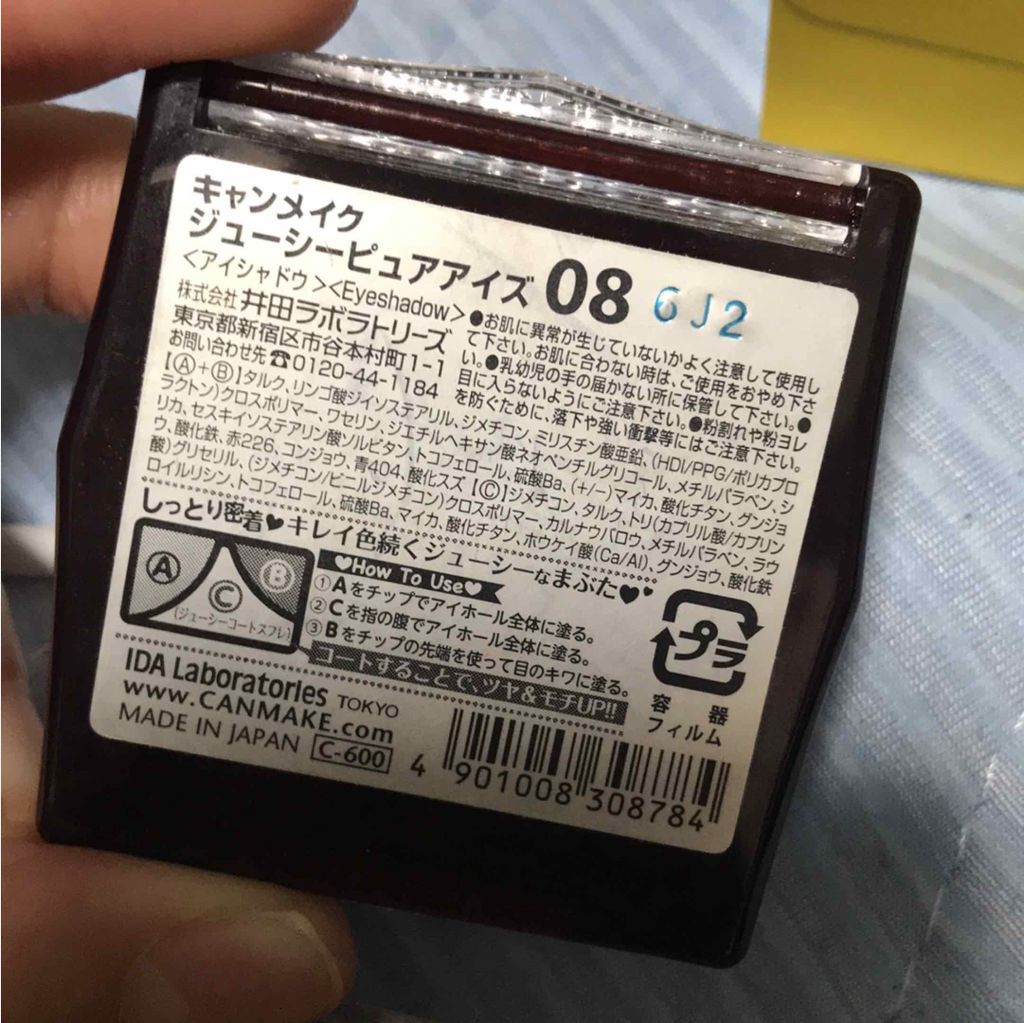 キャンメイク
ジューシーピュアアイズ 08 6J2
＜アイシャドウ＞＜Eyeshadow＞
株式会社 井田ラボラトリーズ
東京都新宿区市谷本村町1-1
お問い合わせ先☎0120-44-1184
●お肌に異常が生じていないかよく注意して使用し
て下さい。お肌に合わない時は、ご使用をおやめ下さ
い。●乳幼児の手の届かない所に保管して下さい。●
目に入らないようにご注意下さい。●粉割れや粉ヨレ
を防ぐために、落下や強い衝撃等にはご注意下さい。
【Ⓐ+Ⓑ】タルク、リンゴ酸ジイソステアリル、ジメチコン、ミリスチン酸亜鉛、(HDI/PPG/ポリカプロ
ラクトン)クロスポリマー、ワセリン、ジエチルヘキサン酸ネオペンチルグリコール、メチルパラベン、シ
リカ、セスキイソステアリン酸ソルビタン、トコフェロール、硫酸Ba、(+/−)マイカ、酸化チタン、グンジョ
ウ、酸化鉄、赤226、コンジョウ、青404、酸化スズ【Ⓒ】ジメチコン、タルク、トリ(カプリル酸/カプリン
酸)グリセリル、(ジメチコン/ビニルジメチコン)クロスポリマー、カルナウバロウ、メチルパラベン、ラウ
ロイルリシン、トコフェロール、硫酸Ba、マイカ、酸化チタン、ホウケイ酸(Ca/Al)、グンジョウ、酸化鉄
しっとり密着♥キレイ色続くジューシーなまぶた♥♥
Ⓐ Ⓑ
Ⓒ
(ジューシーコートスフレ)
♥How To Use♥
①Aをチップでアイホール全体に塗る。
②Cを指の腹でアイホール全体に塗る。
③Bをチップの先端を使って目のキワに塗る。
コートすることで、ツヤ&モチUP!!
プラ
容器
フィルム
IDA Laboratories TOKYO
www.CANMAKE.com
MADE IN JAPAN C-600
4 901008 308784